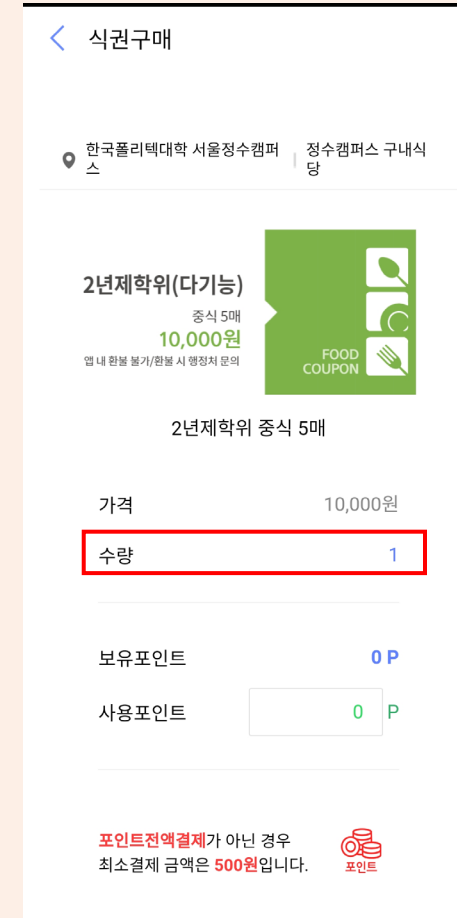 식권구매
한국폴리텍대학 서울정수캠퍼
스
정수캠퍼스 구내식
당
2년제학위(다기능)
중식 5매
10,000원
앱 내 환불 불가/환불 시 행정처 문의
FOOD
COUPON
2년제학위 중식 5매
가격 10,000원
수량 1
보유포인트 0 P
사용포인트 0 P
포인트전액결제가 아닌 경우
최소결제 금액은 500원입니다.
포인트